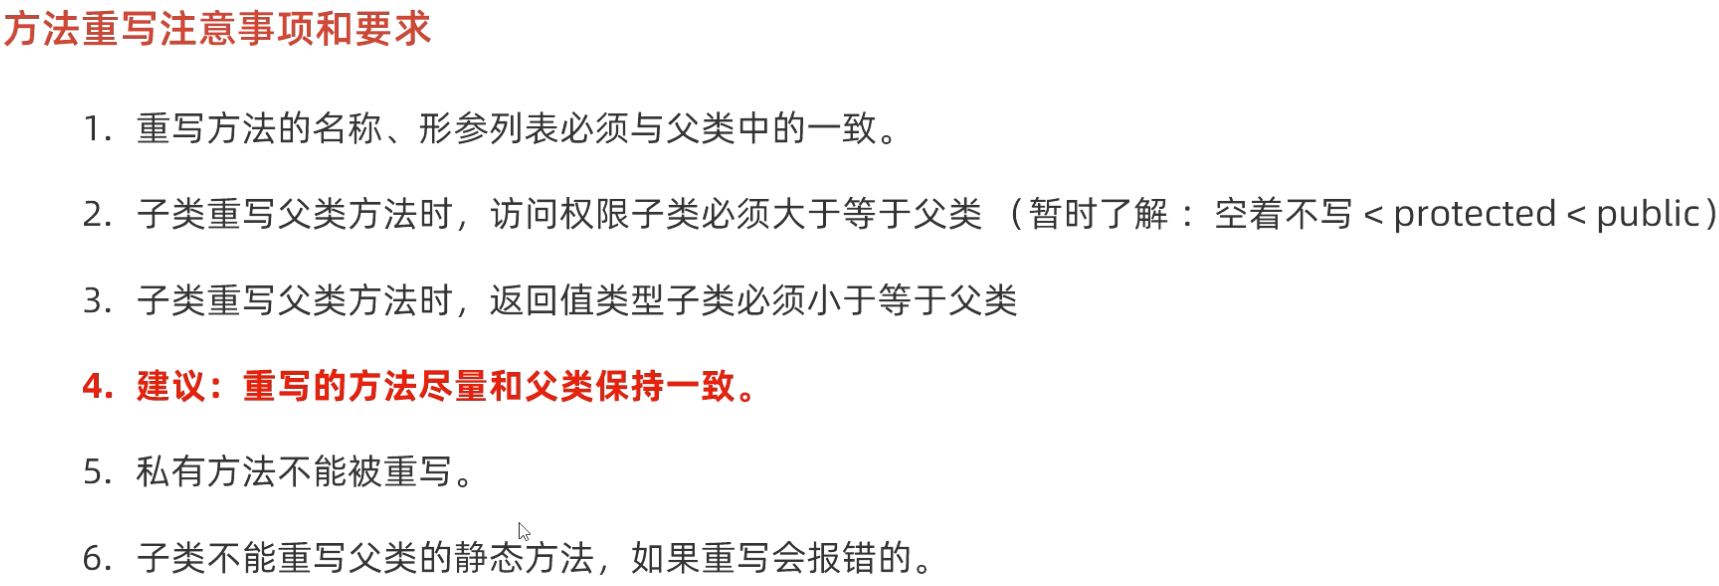 方法重写注意事项和要求
1. 重写方法的名称、形参列表必须与父类中的一致。
2. 子类重写父类方法时，访问权限子类必须大于等于父类 （暂时了解 ：空着不写 < protected < public）
3. 子类重写父类方法时，返回值类型子类必须小于等于父类
4. 建议：重写的方法尽量和父类保持一致。
5. 私有方法不能被重写。
6. 子类不能重写父类的静态方法，如果重写会报错的。